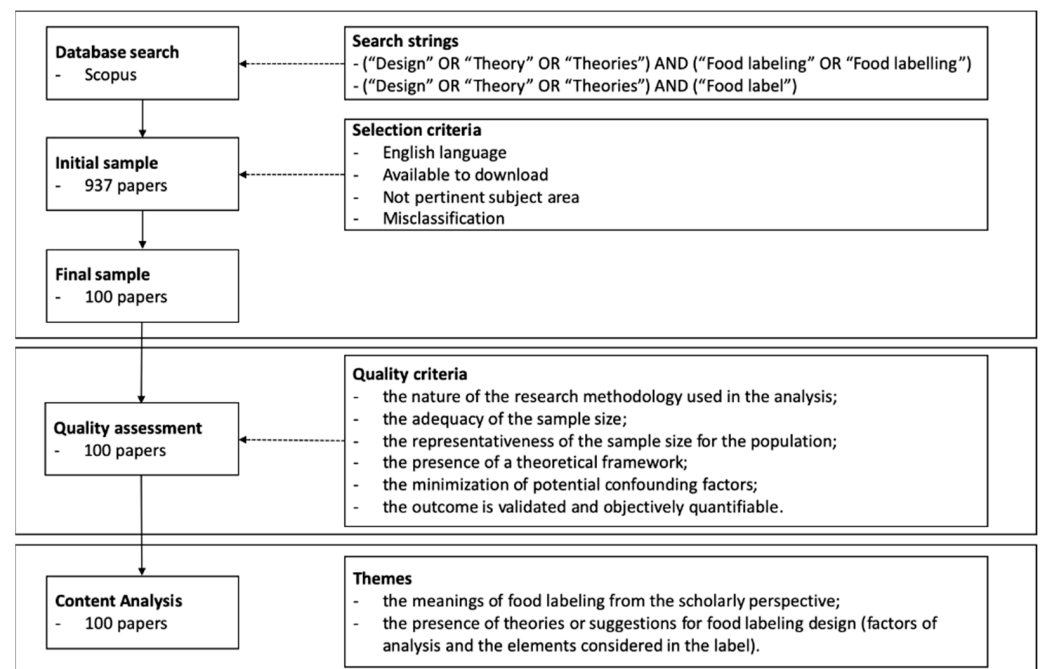 Database search
- Scopus
Search strings
- (“Design” OR “Theory” OR “Theories”) AND (“Food labeling” OR “Food labelling”)
- (“Design” OR “Theory” OR “Theories”) AND (“Food label”)
Initial sample
- 937 papers
Selection criteria
- English language
- Available to download
- Not pertinent subject area
- Misclassification
Final sample
- 100 papers
Quality assessment
- 100 papers
Quality criteria
- the nature of the research methodology used in the analysis;
- the adequacy of the sample size;
- the representativeness of the sample size for the population;
- the presence of a theoretical framework;
- the minimization of potential confounding factors;
- the outcome is validated and objectively quantifiable.
Content Analysis
- 100 papers
Themes
- the meanings of food labeling from the scholarly perspective;
- the presence of theories or suggestions for food labeling design (factors of
analysis and the elements considered in the label).